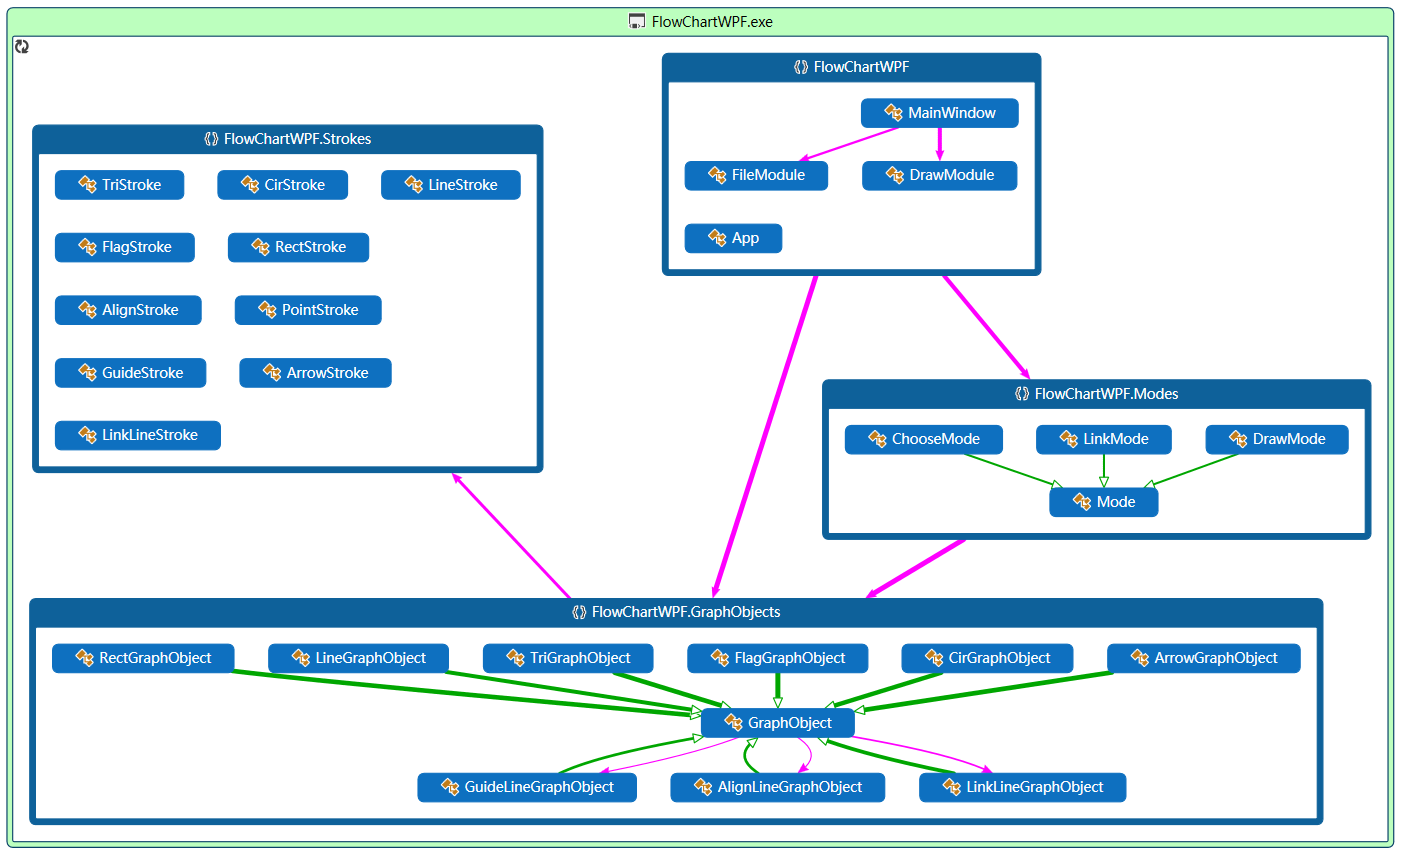 FlowChartWPF.exe
FlowChartWPF
MainWindow
FileModule
DrawModule
App
FlowChartWPF.Strokes
TriStroke
CirStroke
LineStroke
FlagStroke
RectStroke
AlignStroke
PointStroke
GuideStroke
ArrowStroke
LinkLineStroke
FlowChartWPF.Modes
ChooseMode
LinkMode
DrawMode
Mode
FlowChartWPF.GraphObjects
RectGraphObject
LineGraphObject
TriGraphObject
FlagGraphObject
CirGraphObject
ArrowGraphObject
GraphObject
GuideLineGraphObject
AlignLineGraphObject
LinkLineGraphObject